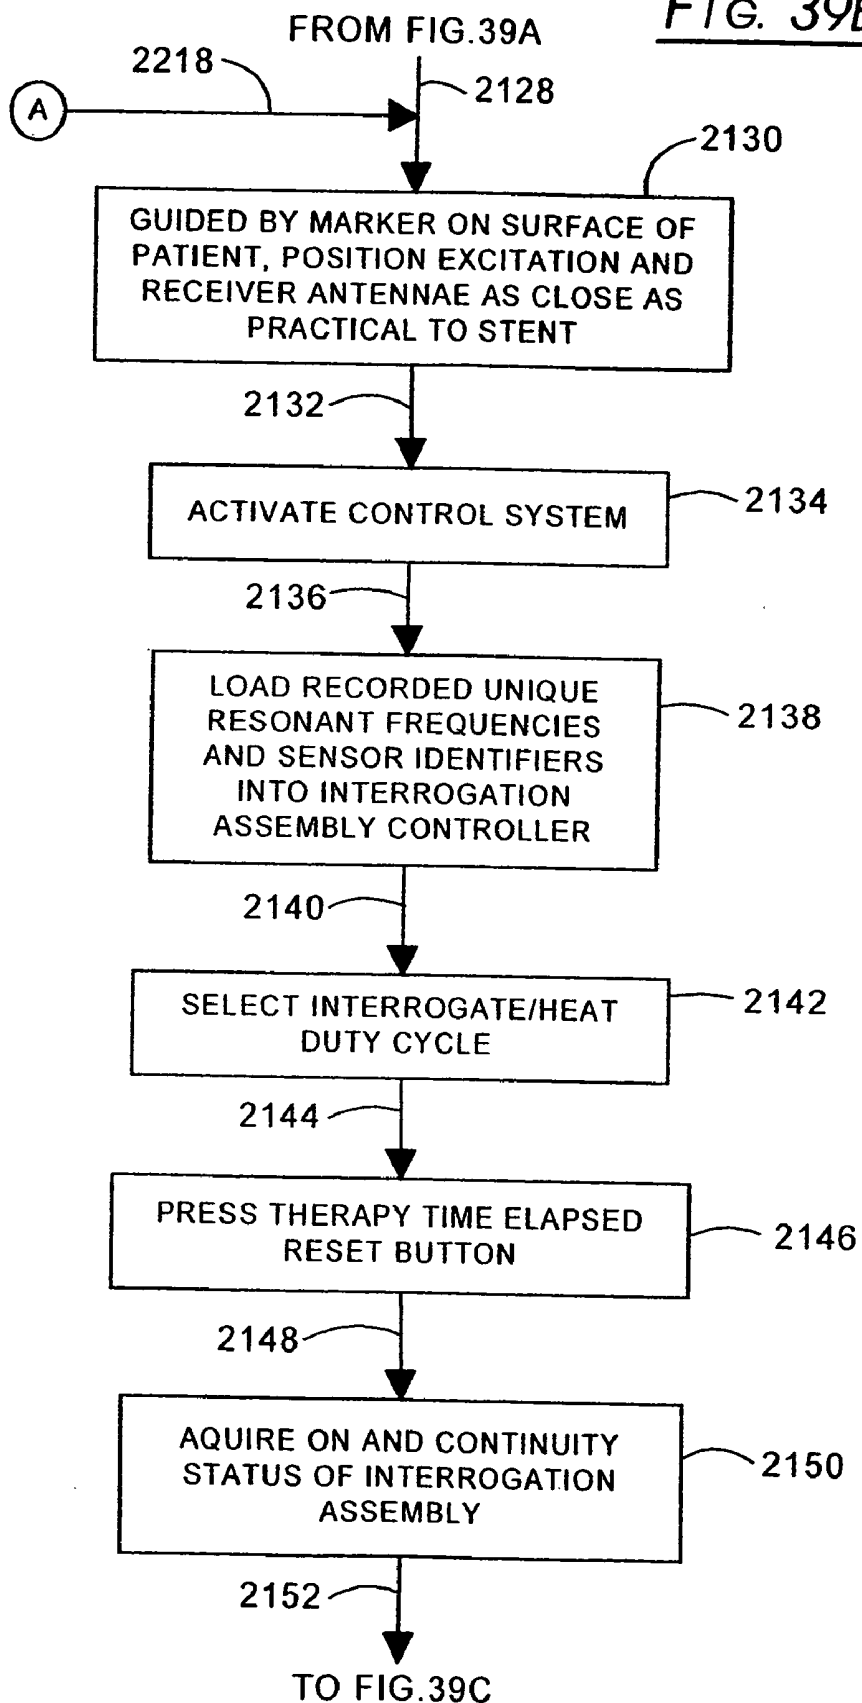 FROM FIG.39A
FIG. 39B
2218
A
2128
2130
GUIDED BY MARKER ON SURFACE OF
PATIENT, POSITION EXCITATION AND
RECEIVER ANTENNAE AS CLOSE AS
PRACTICAL TO STENT
2132
ACTIVATE CONTROL SYSTEM
2134
2136
LOAD RECORDED UNIQUE
RESONANT FREQUENCIES
AND SENSOR IDENTIFIERS
INTO INTERROGATION
ASSEMBLY CONTROLLER
2138
2140
SELECT INTERROGATE/HEAT
DUTY CYCLE
2142
2144
PRESS THERAPY TIME ELAPSED
RESET BUTTON
2146
2148
AQUIRE ON AND CONTINUITY
STATUS OF INTERROGATION
ASSEMBLY
2150
2152
TO FIG.39C